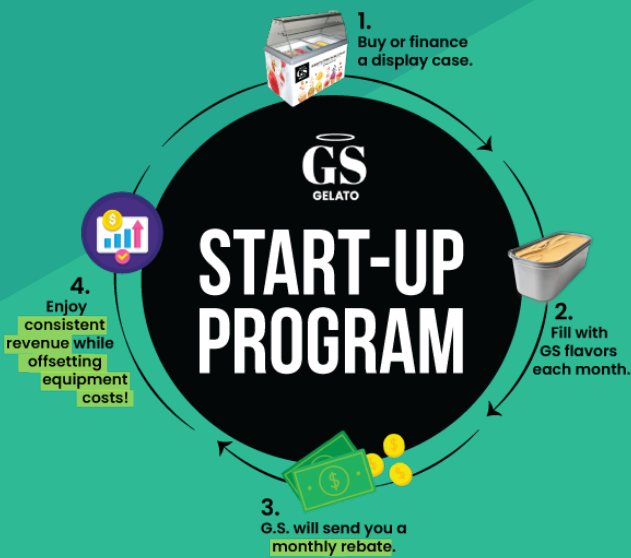 1.
Buy or finance
a display case.
GS
GELATO
START-UP
PROGRAM
2.
Fill with
GS flavors
each month.
3.
G.S. will send you a
monthly rebate.
4.
Enjoy
consistent
revenue while
offsetting
equipment
costs!
GS
$
$
$
$
$